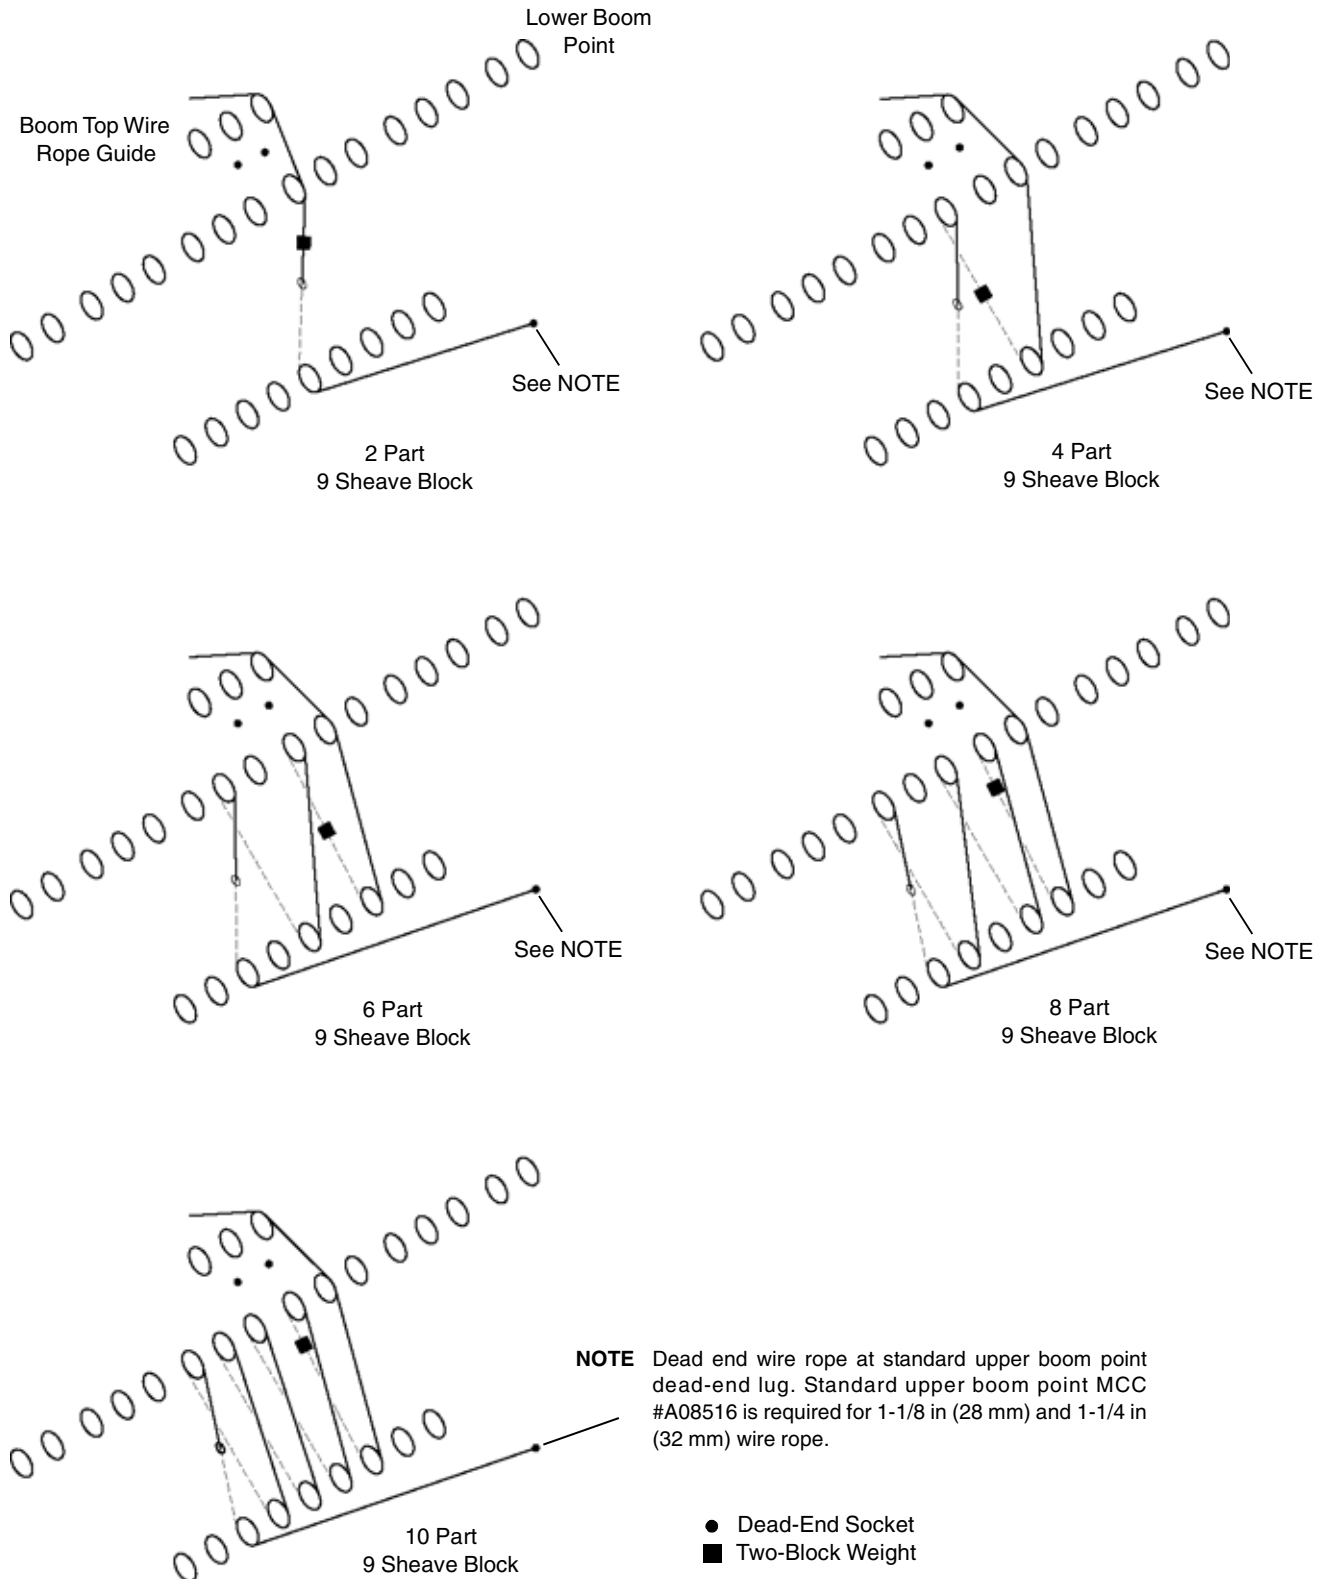 Lower Boom
Point
Boom Top Wire
Rope Guide
See NOTE
See NOTE
2 Part
9 Sheave Block
4 Part
9 Sheave Block
See NOTE
See NOTE
6 Part
9 Sheave Block
8 Part
9 Sheave Block
NOTE Dead end wire rope at standard upper boom point
dead-end lug. Standard upper boom point MCC
#A08516 is required for 1-1/8 in (28 mm) and 1-1/4 in
(32 mm) wire rope.
10 Part
9 Sheave Block
Dead-End Socket
Two-Block Weight